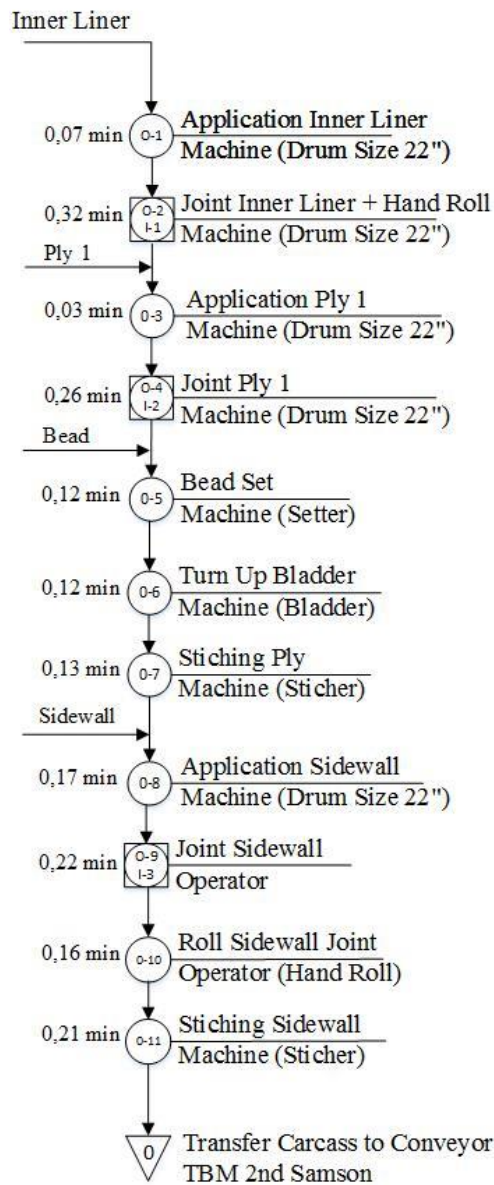 Inner Liner
0,07 min O-1 Application Inner Liner
Machine (Drum Size 22")
0,32 min O-2 Joint Inner Liner + Hand Roll
I-1 Machine (Drum Size 22")
Ply 1
0,03 min O-3 Application Ply 1
Machine (Drum Size 22")
0,26 min O-4 Joint Ply 1
I-2 Machine (Drum Size 22")
Bead
0,12 min O-5 Bead Set
Machine (Setter)
0,12 min O-6 Turn Up Bladder
Machine (Bladder)
0,13 min O-7 Stiching Ply
Machine (Sticher)
Sidewall
0,17 min O-8 Application Sidewall
Machine (Drum Size 22")
0,22 min O-9 Joint Sidewall
I-3 Operator
0,16 min O-10 Roll Sidewall Joint
Operator (Hand Roll)
0,21 min O-11 Stiching Sidewall
Machine (Sticher)
0 Transfer Carcass to Conveyor
TBM 2nd Samson